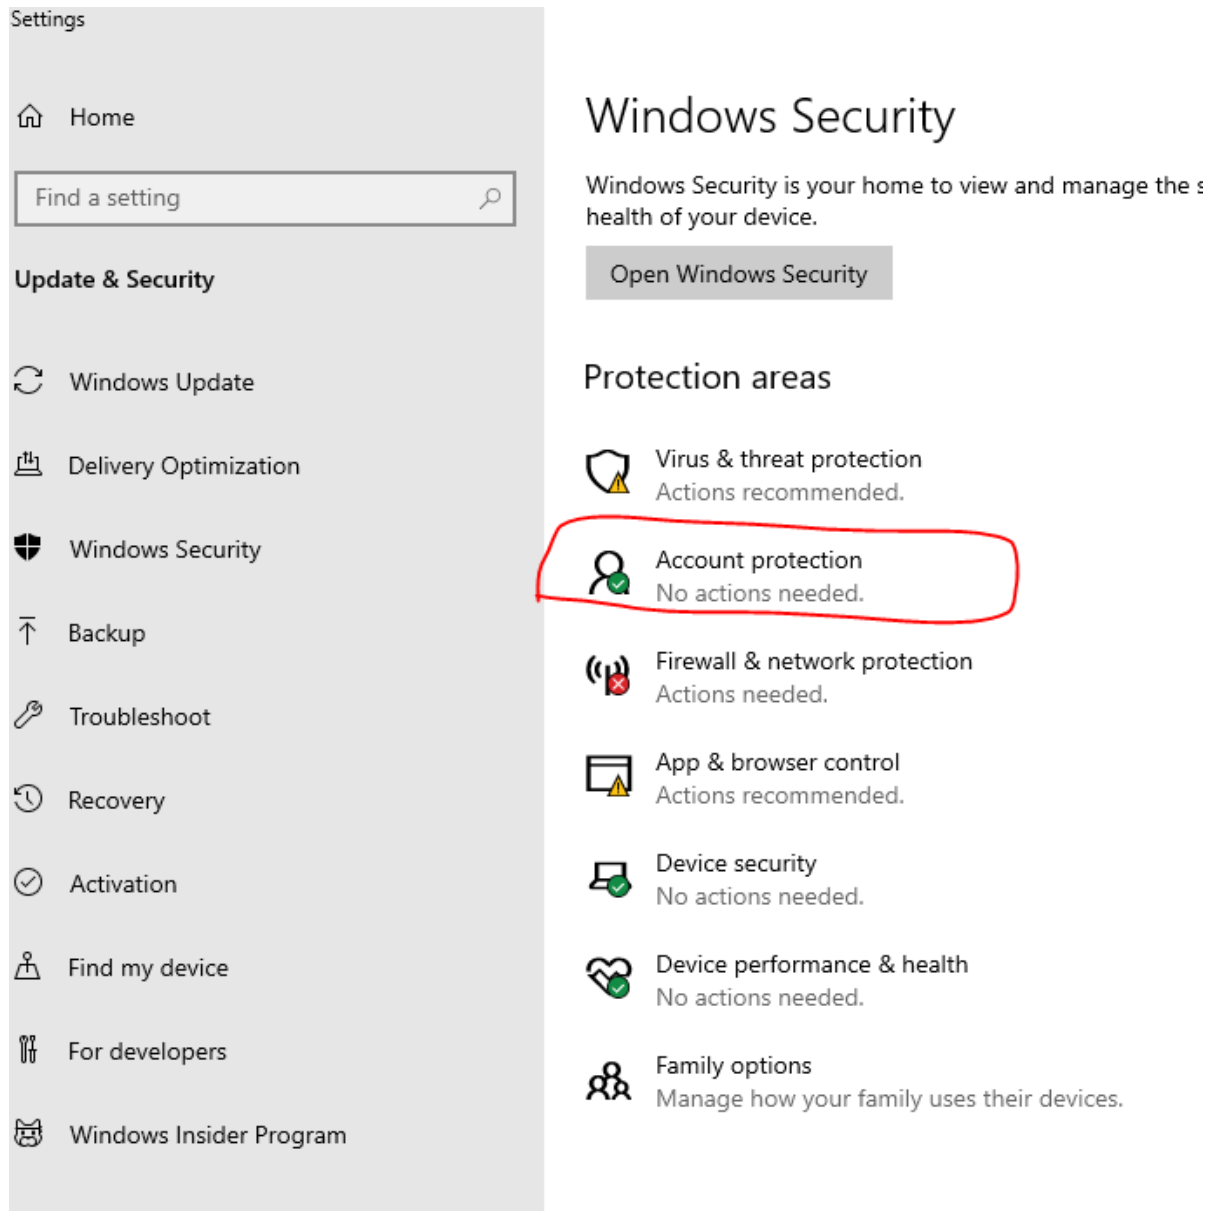 Settings
Home
Find a setting
Update & Security
Windows Update
Delivery Optimization
Windows Security
Backup
Troubleshoot
Recovery
Activation
Find my device
For developers
Windows Insider Program
Windows Security
Windows Security is your home to view and manage the
health of your device.
Open Windows Security
Protection areas
Virus & threat protection
Actions recommended.
Account protection
No actions needed.
Firewall & network protection
Actions needed.
App & browser control
Actions recommended.
Device security
No actions needed.
Device performance & health
No actions needed.
Family options
Manage how your family uses their devices.